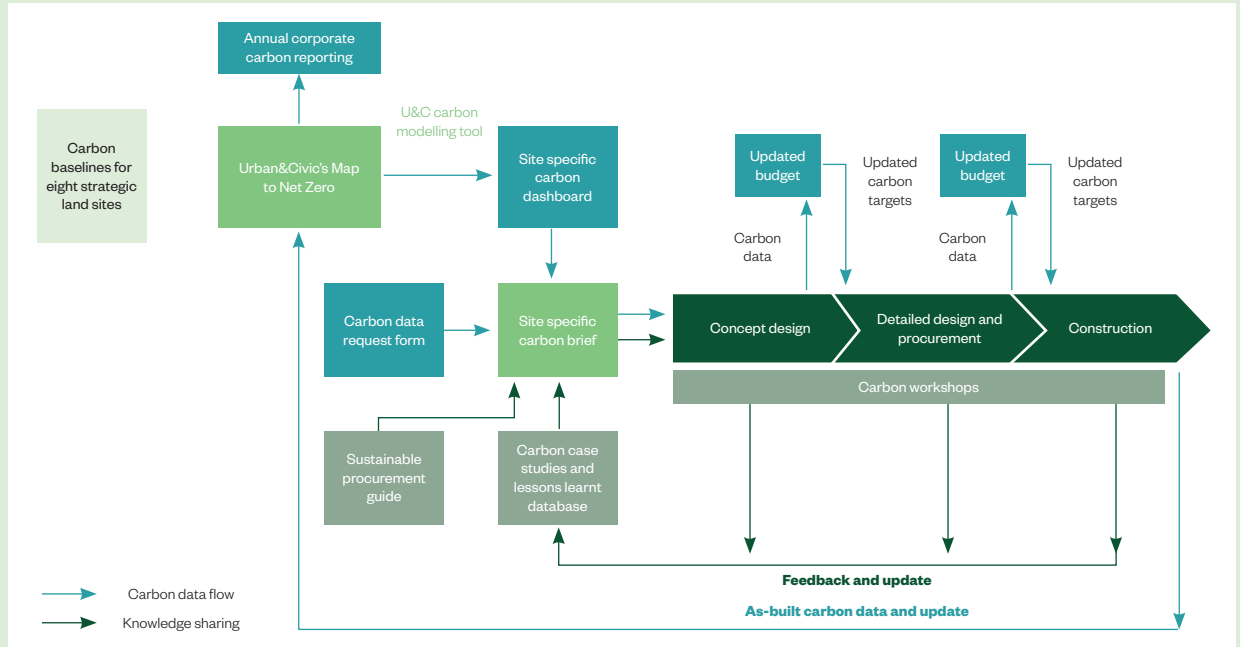 Annual corporate
carbon reporting
Carbon
baselines for
eight strategic
land sites
Urban&Civic's Map
to Net Zero
U&C carbon
modelling tool
Site specific
carbon
dashboard
Updated
budget
Updated
carbon
targets
Updated
budget
Updated
carbon
targets
Carbon
data
Carbon
data
Carbon data
request form
Site specific
carbon brief
Concept design
Detailed design and
procurement
Construction
Carbon workshops
Sustainable
procurement
guide
Carbon case
studies and
lessons learnt
database
Feedback and update
As-built carbon data and update
Carbon data flow
Knowledge sharing